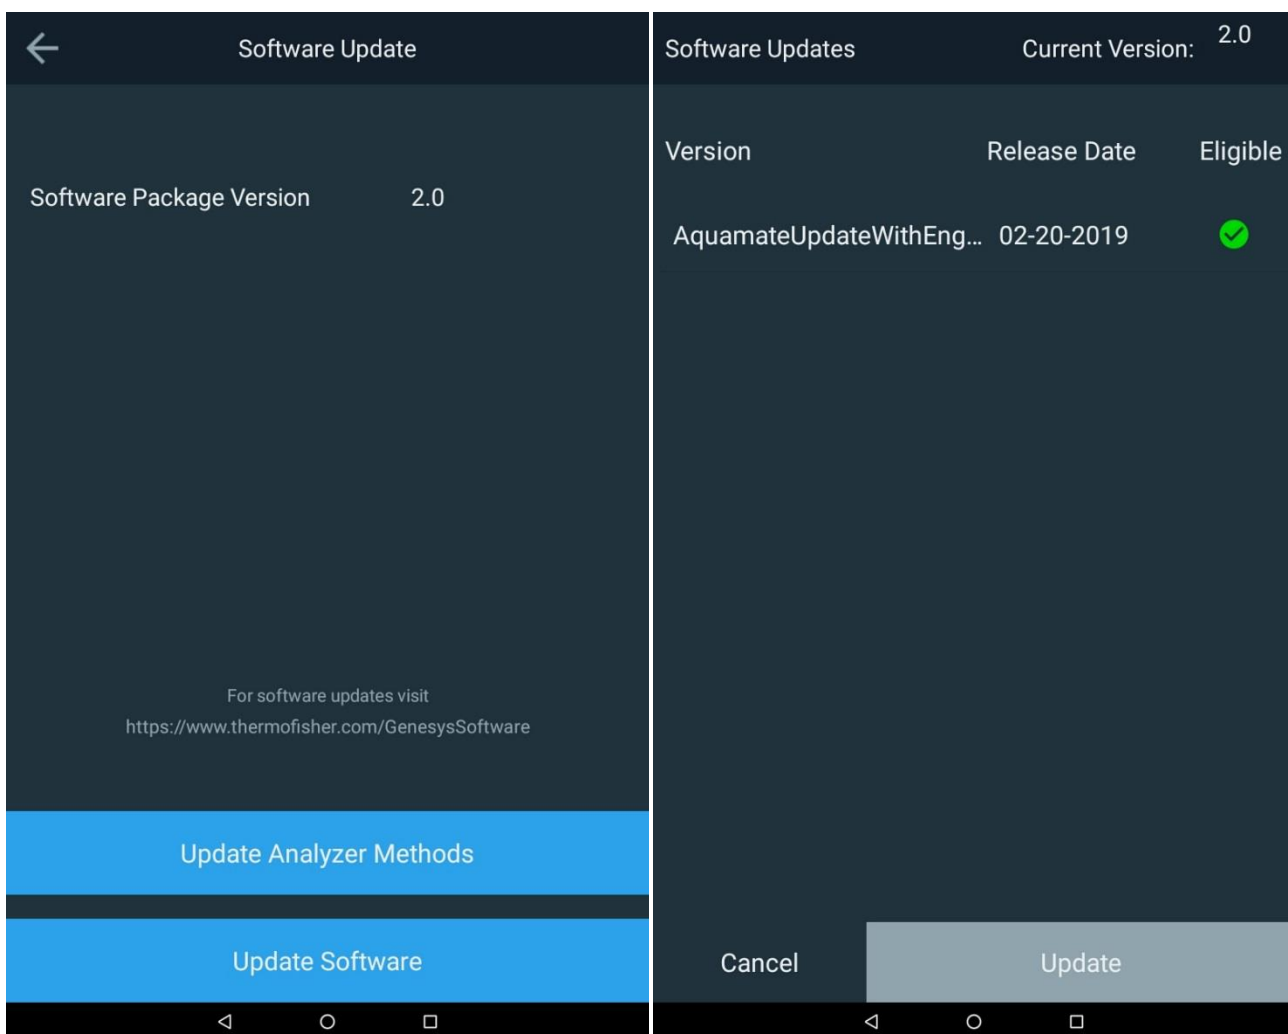 Software Update
Software Package Version 2.0
For software updates visit
https://www.thermofisher.com/GenesysSoftware
Update Analyzer Methods
Update Software
Software Updates Current Version: 2.0
Version Release Date Eligible
AquamateUpdateWithEng... 02-20-2019
Cancel Update